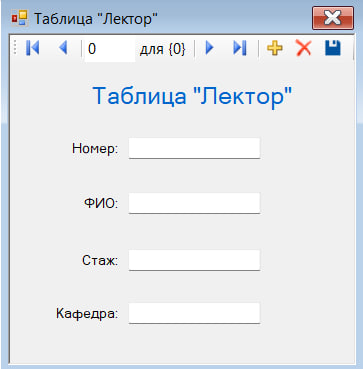 Таблица "Лектор"
0 для {0}
Таблица "Лектор"
Номер:
ФИО:
Стаж:
Кафедра: